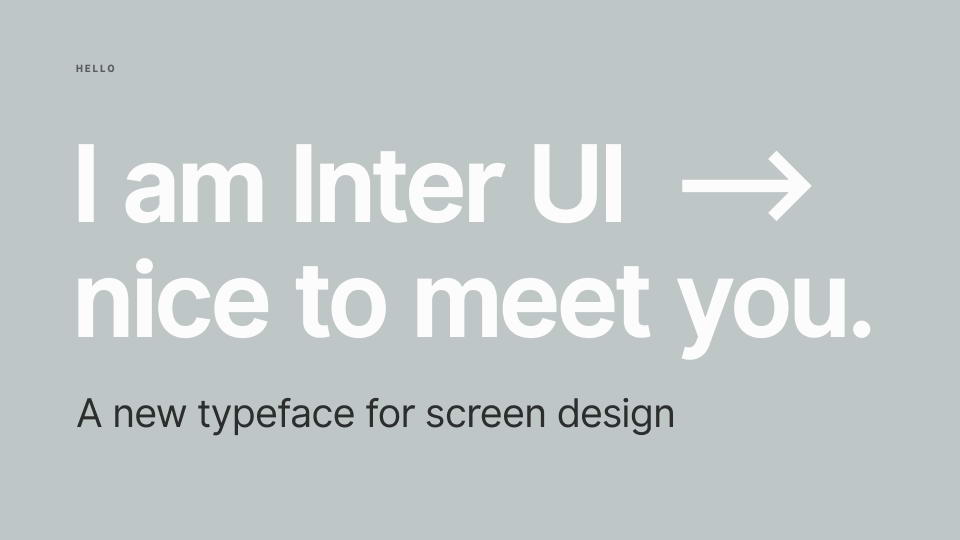 HELLO
I am Inter UI →
nice to meet you.
A new typeface for screen design